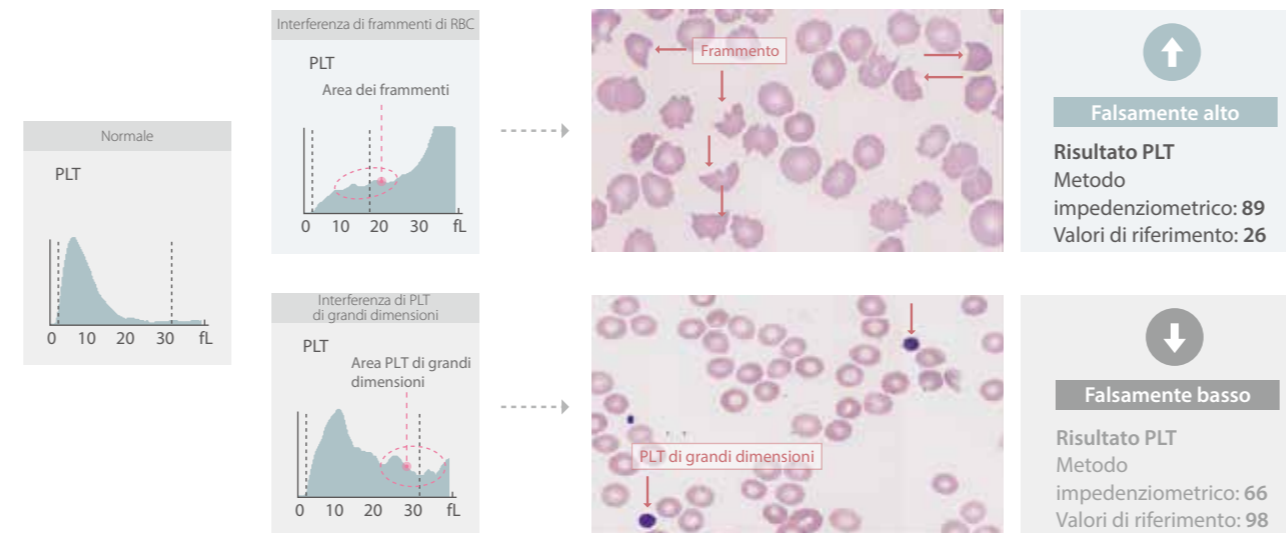 Normale
PLT
0 10 20 30 fL
Interferenza di frammenti di RBC
PLT
Area dei frammenti
0 10 20 30 fL
Frammento
Falsamente alto
Risultato PLT
Metodo
impedenziometrico: 89
Valori di riferimento: 26
Interferenza di PLT
di grandi dimensioni
PLT
Area PLT di grandi
dimensioni
0 10 20 30 fL
PLT di grandi dimensioni
Falsamente basso
Risultato PLT
Metodo
impedenziometrico: 66
Valori di riferimento: 98